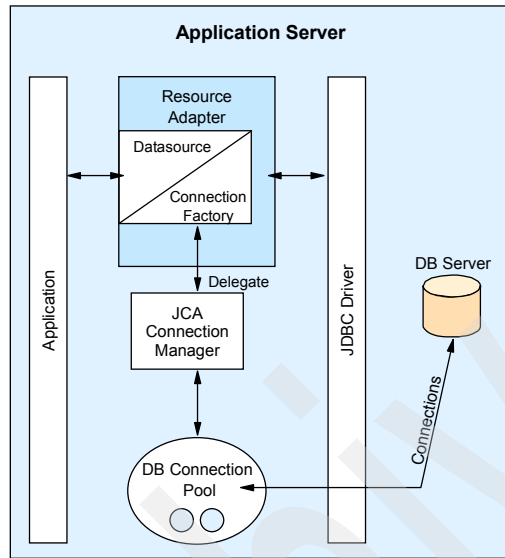 Application Server
Resource
Adapter
Datasource
Connection
Factory
Delegate
DB Server
Application
JCA
Connection
Manager
JDBC Driver
Connections
DB Connection
Pool